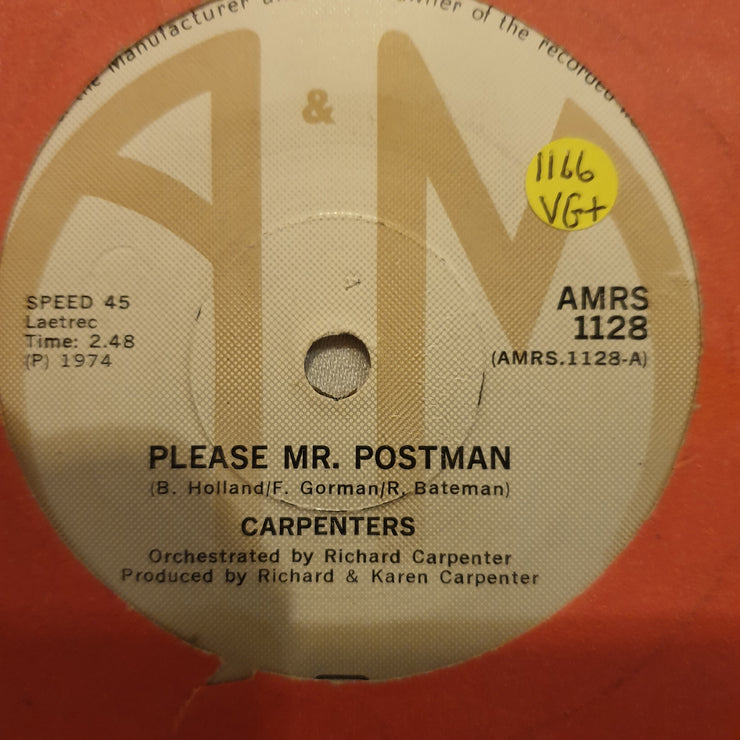 the Manufacturer
owner of the recorded
A & M
1166
VG+
SPEED 45
Laetrec
Time: 2.48
(P) 1974
AMRS
1128
(AMRS.1128-A)
PLEASE MR. POSTMAN
(B. Holland/F. Gorman/R. Bateman)
CARPENTERS
Orchestrated by Richard Carpenter
Produced by Richard & Karen Carpenter